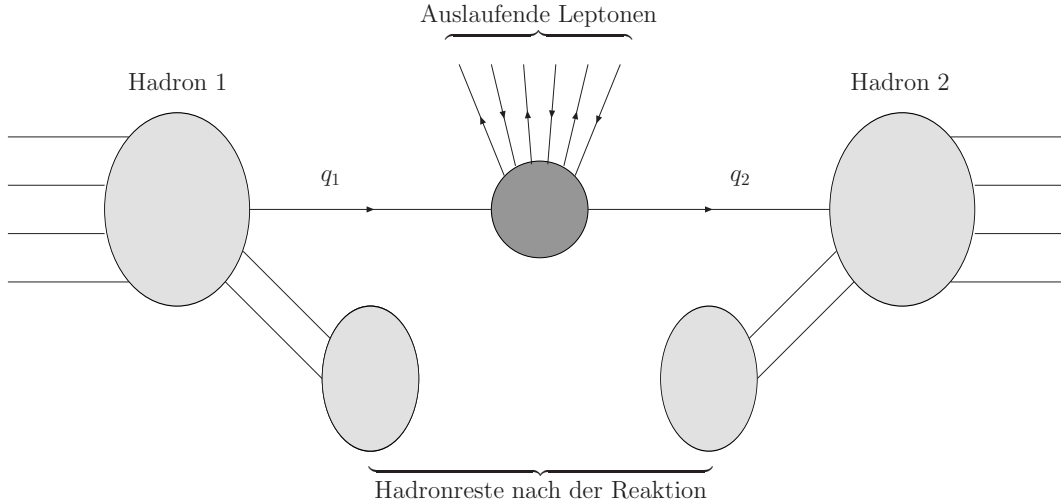 Auslaufende Leptonen
Hadron 1
Hadron 2
q1
q2
Hadronreste nach der Reaktion